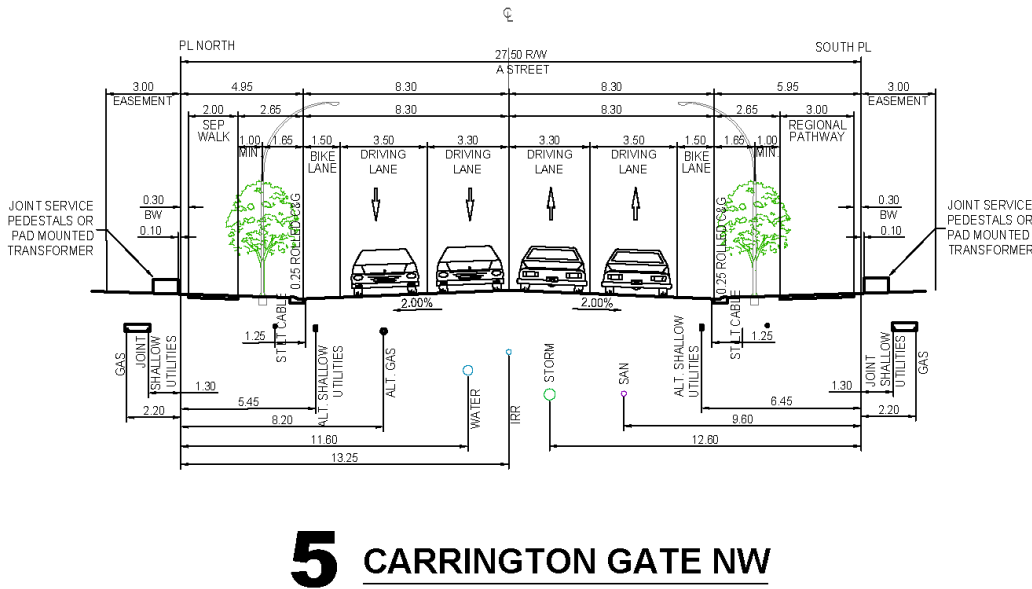 ℄
PL NORTH
SOUTH PL
27.50 R/W
A STREET
3.00 4.95 8.30 8.30 5.95 3.00
EASEMENT EASEMENT
2.00 2.65 8.30 8.30 2.65 3.00
SEP
WALK
REGIONAL
PATHWAY
1.00 1.65 1.50 3.50 3.30 3.30 3.50 1.50 1.65 1.00
MIN.
BIKE
LANE
DRIVING
LANE
DRIVING
LANE
DRIVING
LANE
DRIVING
LANE
BIKE
LANE
MIN.
JOINT SERVICE
PEDESTALS OR
PAD MOUNTED
TRANSFORMER
0.30
BW
0.10
0.25 ROLLED C&G
0.25 ROLLED C&G
0.30
BW
0.10
JOINT SERVICE
PEDESTALS OR
PAD MOUNTED
TRANSFORMER
2.00% 2.00%
ST LT CABLE
ST LT CABLE
1.25 1.25
GAS
JOINT
SHALLOW
UTILITIES
ALT. SHALLOW
UTILITIES
ALT. GAS
WATER
IRR
STORM
SAN
ALT. SHALLOW
UTILITIES
JOINT
SHALLOW
UTILITIES
GAS
1.30 1.30
5.45 6.45
2.20 2.20
8.20 9.60
11.60 12.60
13.25
5 CARRINGTON GATE NW